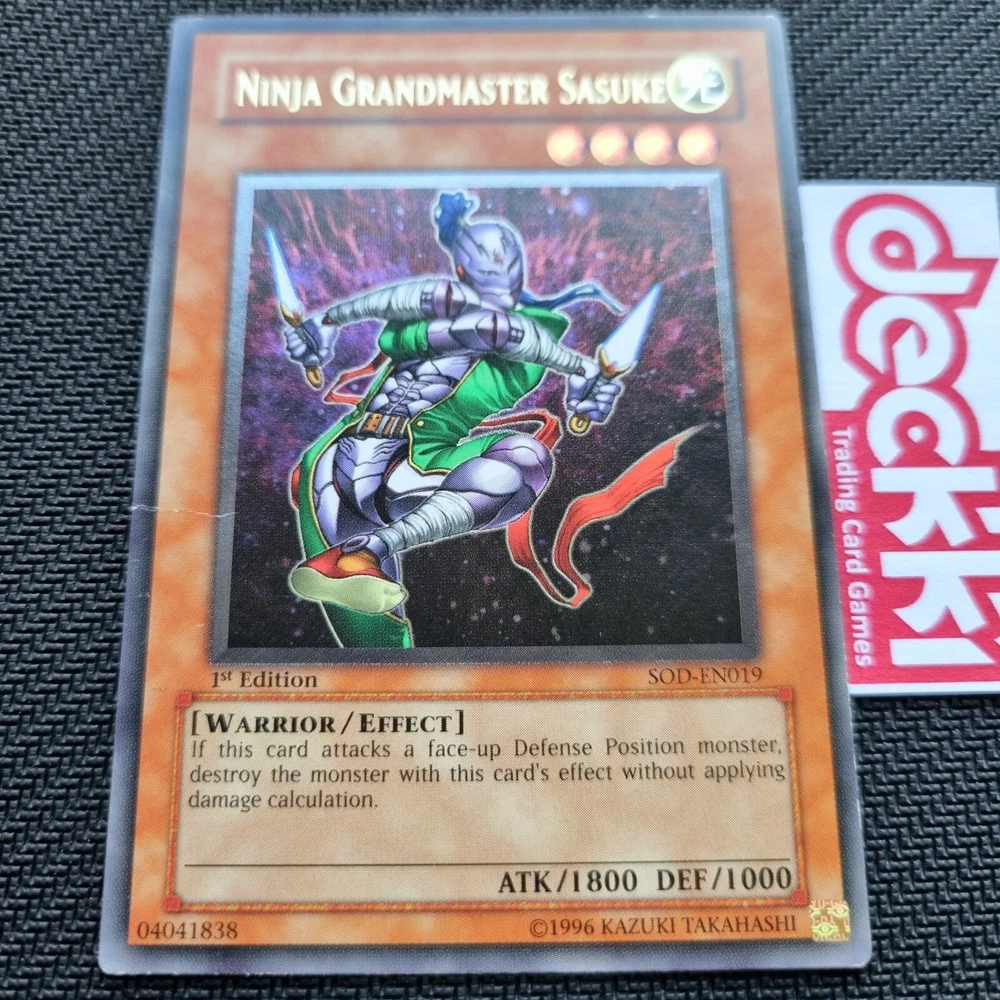 NINJA GRANDMASTER SASUKE 光
1st Edition
SOD-EN019
[WARRIOR/EFFECT]
If this card attacks a face-up Defense Position monster,
destroy the monster with this card's effect without applying
damage calculation.
ATK/1800 DEF/1000
04041838
©1996 KAZUKI TAKAHASHI
decKKi
Trading Card Games